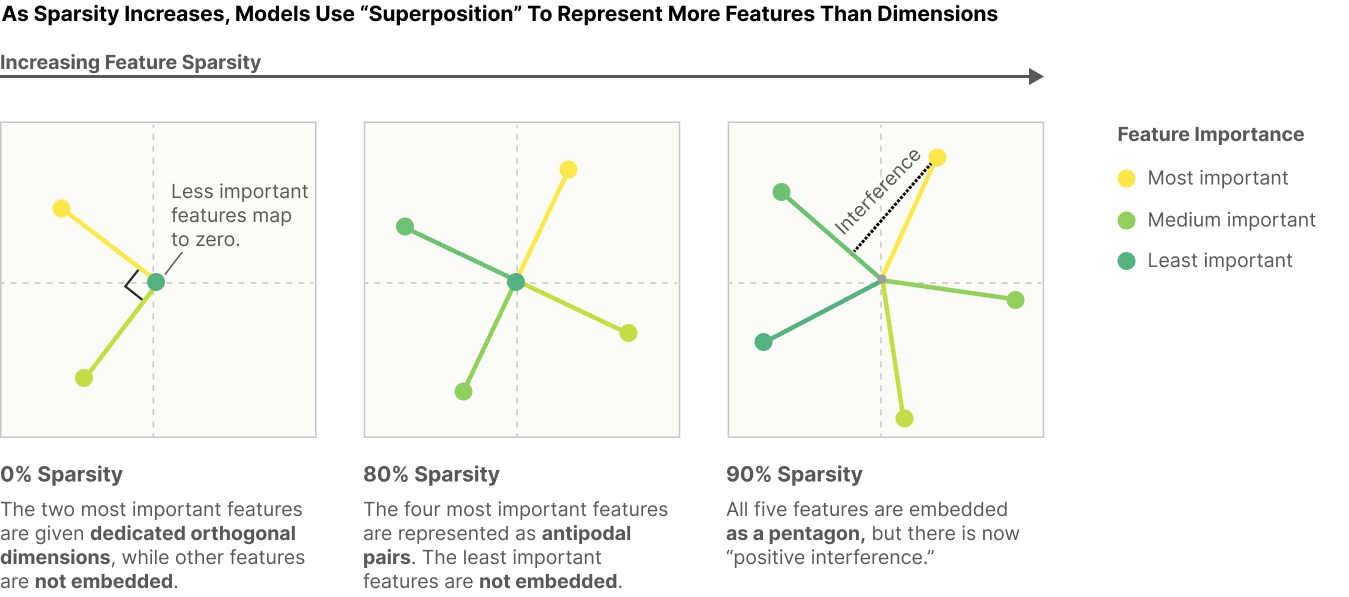 As Sparsity Increases, Models Use “Superposition” To Represent More Features Than Dimensions
Increasing Feature Sparsity
Less important
features map
to zero.
Interference
Feature Importance
Most important
Medium important
Least important
0% Sparsity
The two most important features
are given dedicated orthogonal
dimensions, while other features
are not embedded.
80% Sparsity
The four most important features
are represented as antipodal
pairs. The least important
features are not embedded.
90% Sparsity
All five features are embedded
as a pentagon, but there is now
“positive interference.”